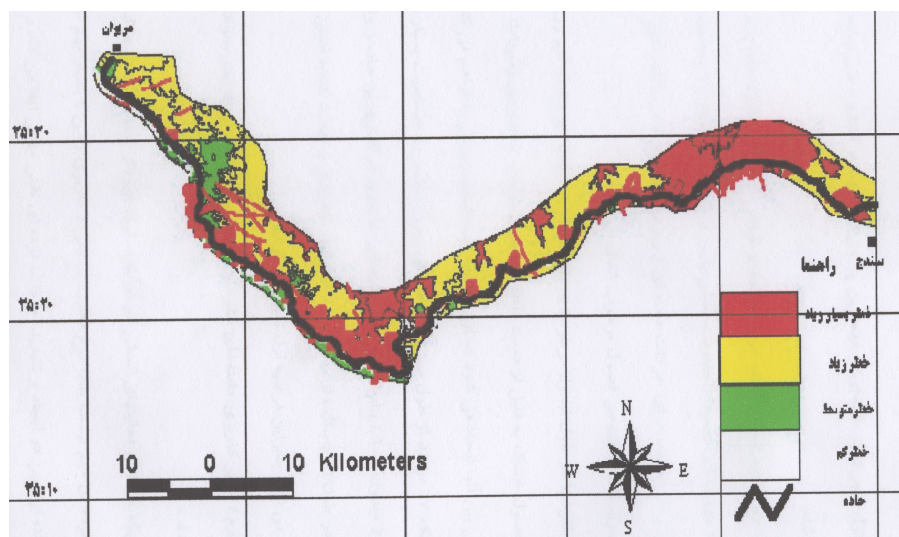 مریوان
۳۵:۳۰
سنندج
راهنما
۳۵:۲۰
خطر بسیار زیاد
خطر زیاد
خطر متوسط
خطر کم
جاده
N
W E
S
10 0 10 Kilometers
۳۵:۱۰